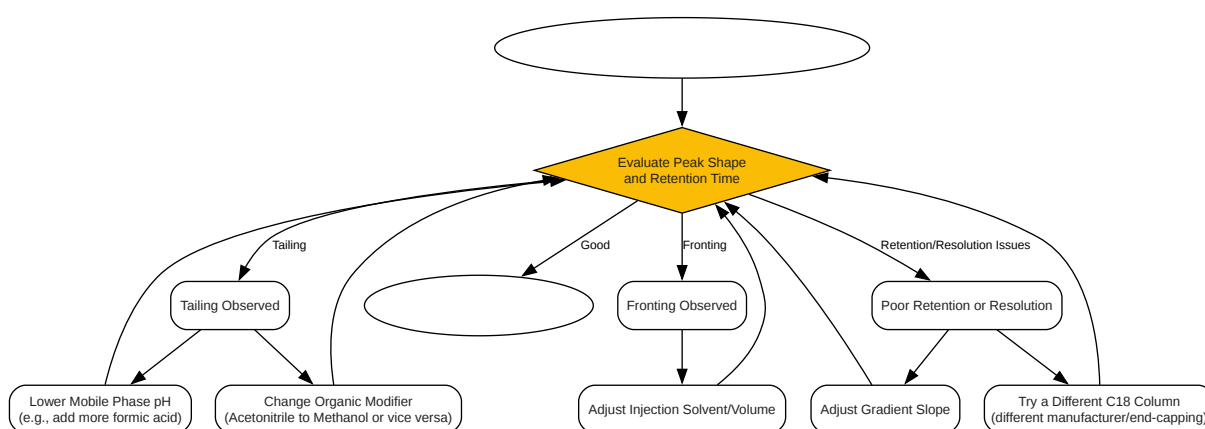 Evaluate Peak Shape
and Retention Time
Tailing
Good
Fronting
Retention/Resolution Issues
Tailing Observed
Fronting Observed
Poor Retention or Resolution
Lower Mobile Phase pH
(e.g., add more formic acid)
Change Organic Modifier
(Acetonitrile to Methanol or vice versa)
Adjust Injection Solvent/Volume
Adjust Gradient Slope
Try a Different C18 Column
(different manufacturer/end-capping)